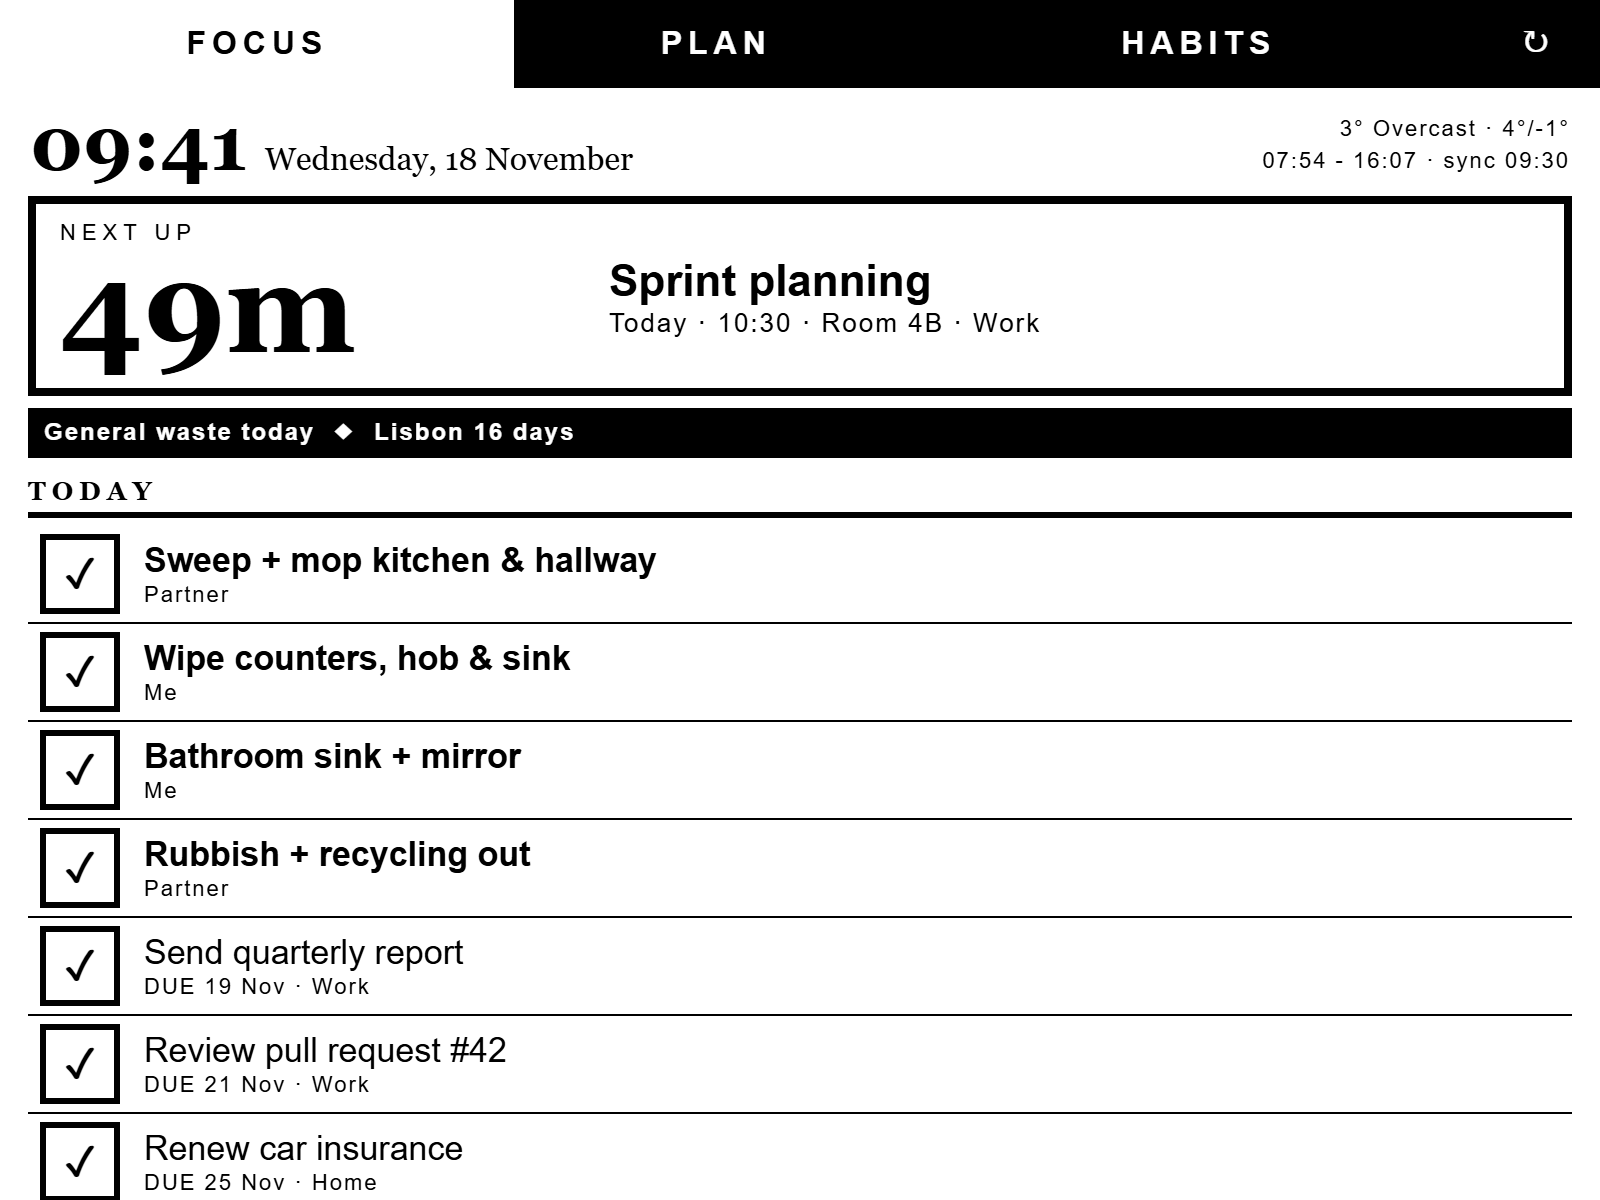 FOCUS PLAN HABITS ↻
09:41 Wednesday, 18 November
3° Overcast · 4°/-1°
07:54 - 16:07 · sync 09:30
NEXT UP
49m
Sprint planning
Today · 10:30 · Room 4B · Work
General waste today ◆ Lisbon 16 days
TODAY
✓ Sweep + mop kitchen & hallway
Partner
✓ Wipe counters, hob & sink
Me
✓ Bathroom sink + mirror
Me
✓ Rubbish + recycling out
Partner
✓ Send quarterly report
DUE 19 Nov · Work
✓ Review pull request #42
DUE 21 Nov · Work
✓ Renew car insurance
DUE 25 Nov · Home